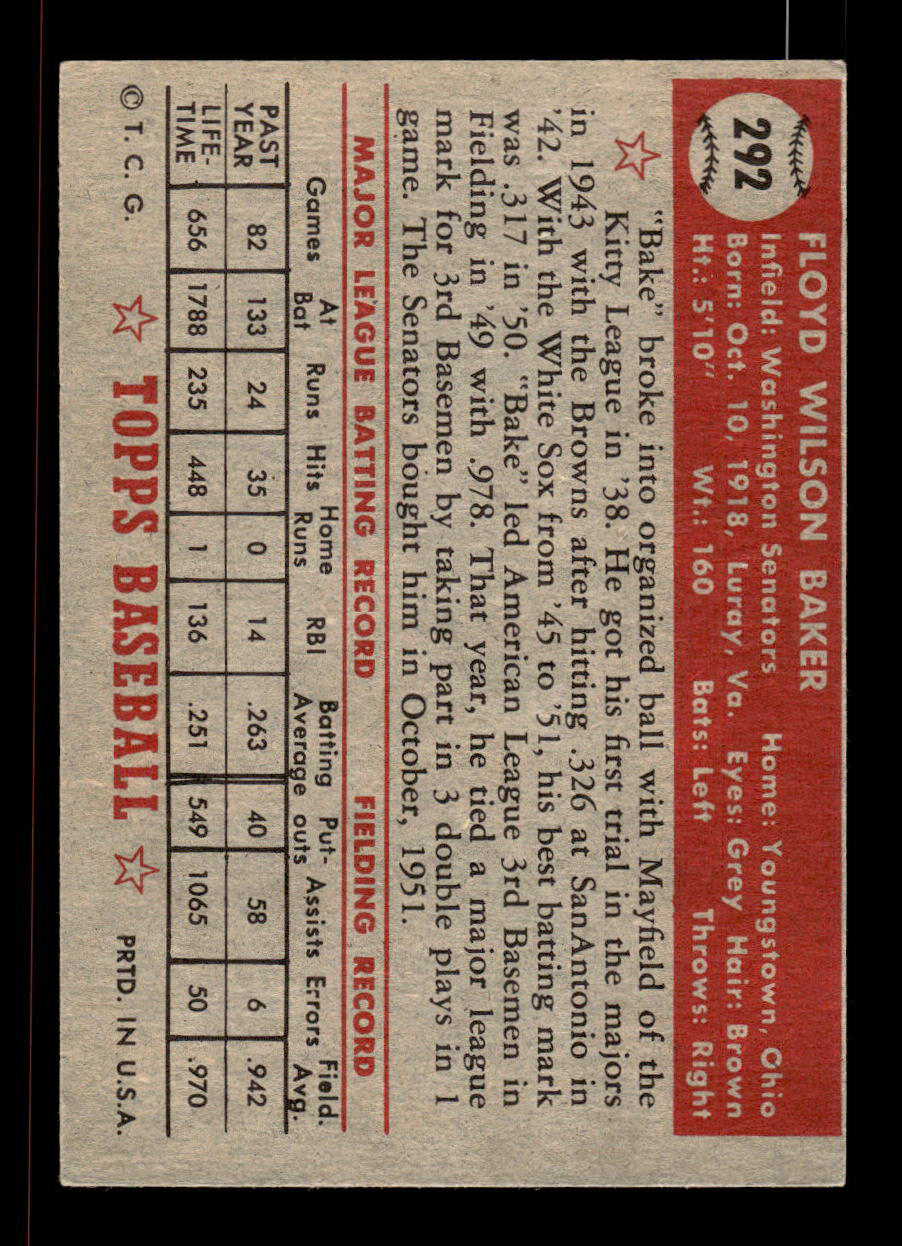 292
FLOYD WILSON BAKER
Infield: Washington Senators Home: Youngstown, Ohio
Born: Oct. 10, 1918, Luray, Va. Eyes: Grey Hair: Brown
Ht.: 5'10" Wt.: 160 Bats: Left Throws: Right
"Bake" broke into organized ball with Mayfield of the
Kitty League in '38. He got his first trial in the majors
in 1943 with the Browns after hitting .326 at SanAntonio in
'42. With the White Sox from '45 to '51, his best batting mark
was .317 in '50. "Bake" led American League 3rd Basemen in
Fielding in '49 with .978. That year, he tied a major league
mark for 3rd Basemen by taking part in 3 double plays in 1
game. The Senators bought him in October, 1951.
MAJOR LEAGUE BATTING RECORD FIELDING RECORD
Games At Bat Runs Hits Home Runs RBI Batting Average Put-outs Assists Errors Field. Avg.
PAST YEAR 82 133 24 35 0 14 .263 40 58 6 .942
LIFE-TIME 656 1788 235 448 1 136 .251 549 1065 50 .970
© T. C. G. TOPPS BASEBALL PRTD. IN U.S.A.